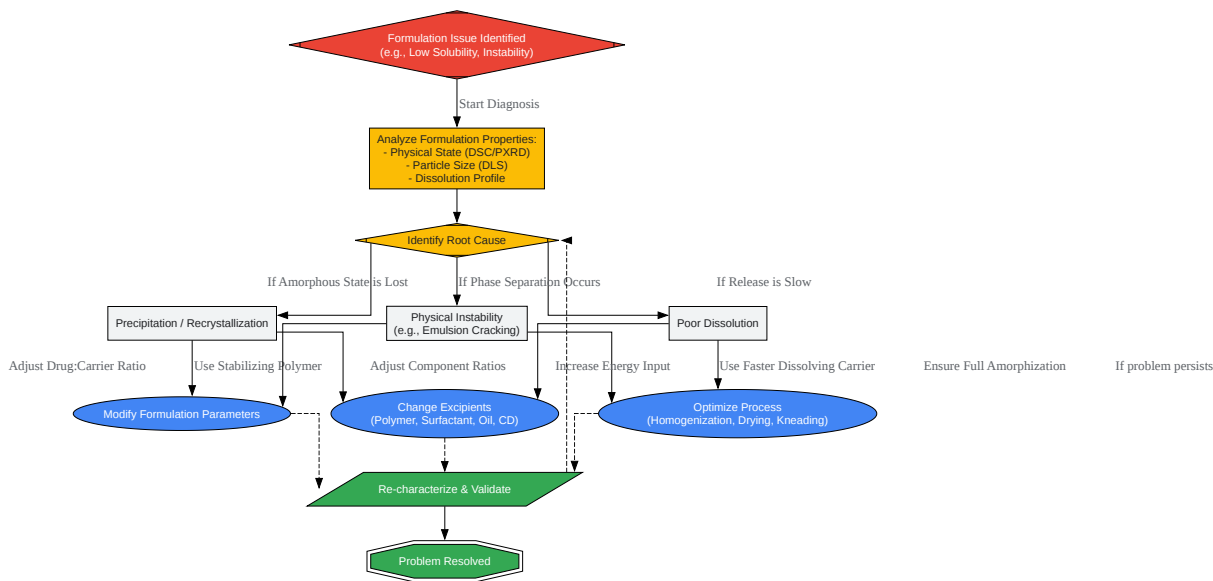 Formulation Issue Identified
(e.g., Low Solubility, Instability)
Start Diagnosis
Analyze Formulation Properties:
- Physical State (DSC/PXRD)
- Particle Size (DLS)
- Dissolution Profile
Identify Root Cause
If Amorphous State is Lost
If Phase Separation Occurs
If Release is Slow
Precipitation / Recrystallization
Physical Instability
(e.g., Emulsion Cracking)
Poor Dissolution
Adjust Drug:Carrier Ratio
Use Stabilizing Polymer
Adjust Component Ratios
Increase Energy Input
Use Faster Dissolving Carrier
Ensure Full Amorphization
If problem persists
Modify Formulation Parameters
Change Excipients
(Polymer, Surfactant, Oil, CD)
Optimize Process
(Homogenization, Drying, Kneading)
Re-characterize & Validate
Problem Resolved